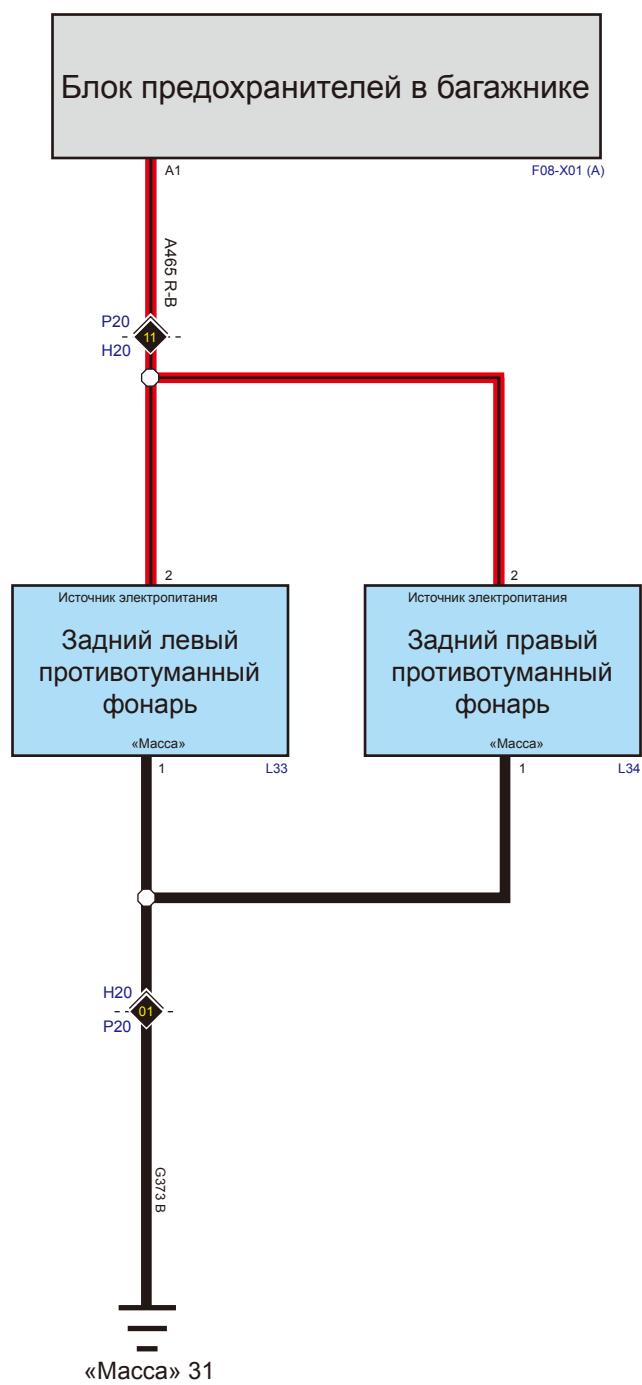 Блок предохранителей в багажнике
A1
F08-X01 (A)
A465 R-B
P20
11
H20
2
2
Источник электропитания
Источник электропитания
Задний левый
противотуманный
фонарь
Задний правый
противотуманный
фонарь
«Масса»
«Масса»
1
L33
1
L34
H20
01
P20
G373 B
«Масса» 31